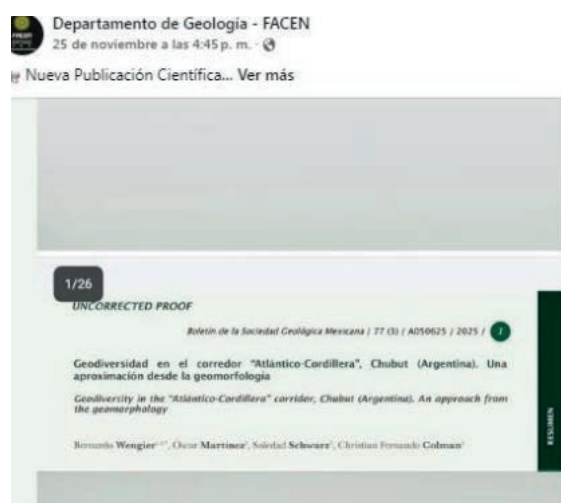 Departamento de Geología - FACEN
25 de noviembre a las 4:45 p. m. ·
Nueva Publicación Científica... Ver más
1/26
UNCORRECTED PROOF
Boletín de la Sociedad Geológica Mexicana / 77 (3) / A050625 / 2025 / 1
Geodiversidad en el corredor "Atlántico-Cordillera", Chubut (Argentina). Una
aproximación desde la geomorfología
Geodiversity in the "Atlántico-Cordillera" corridor, Chubut (Argentina). An approach from
the geomorphology
Bernardo Wengier, Oscar Martínez, Soledad Schwarz, Christian Fernando Colman
RESUMEN